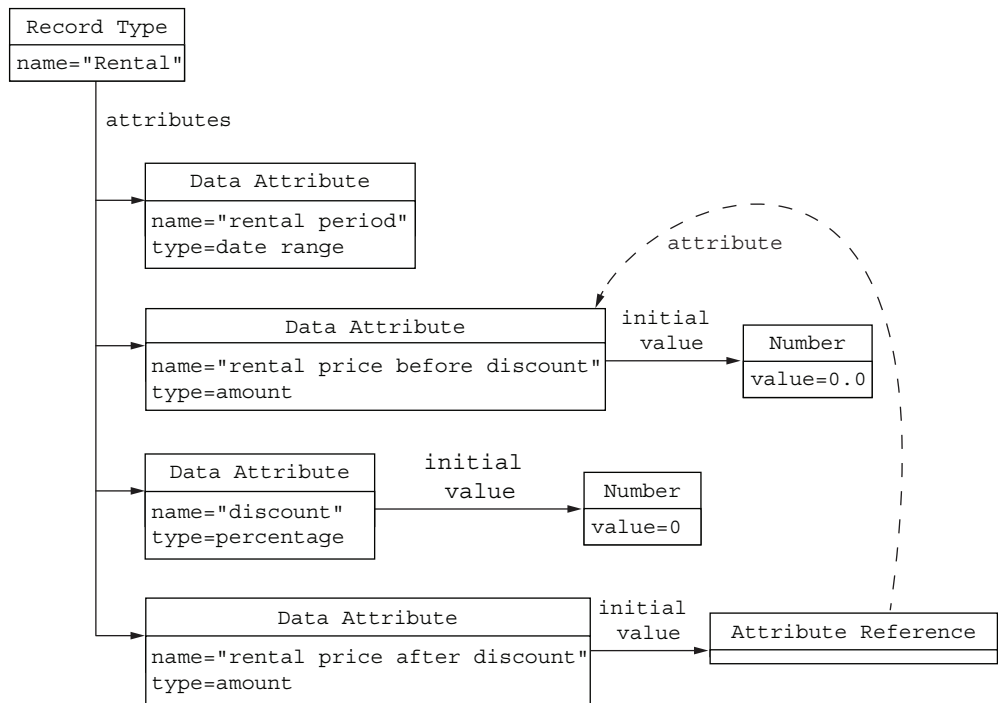 Record Type
name="Rental"
attributes
Data Attribute
name="rental period"
type=date range
attribute
Data Attribute
name="rental price before discount"
type=amount
initial
value
Number
value=0.0
Data Attribute
name="discount"
type=percentage
initial
value
Number
value=0
Data Attribute
name="rental price after discount"
type=amount
initial
value
Attribute Reference